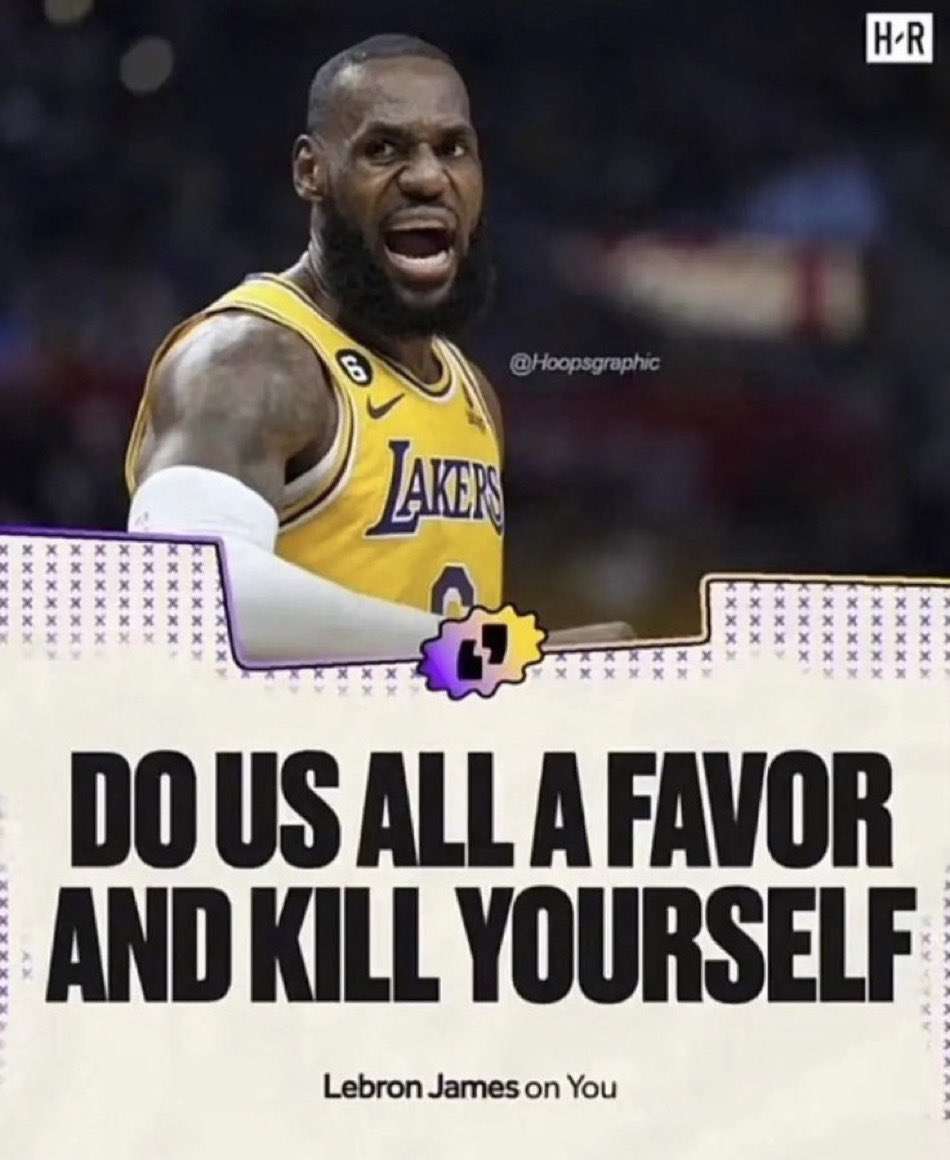 H-R
6
@Hoopsgraphic
LAKERS
DO US ALL A FAVOR
AND KILL YOURSELF
Lebron James on You